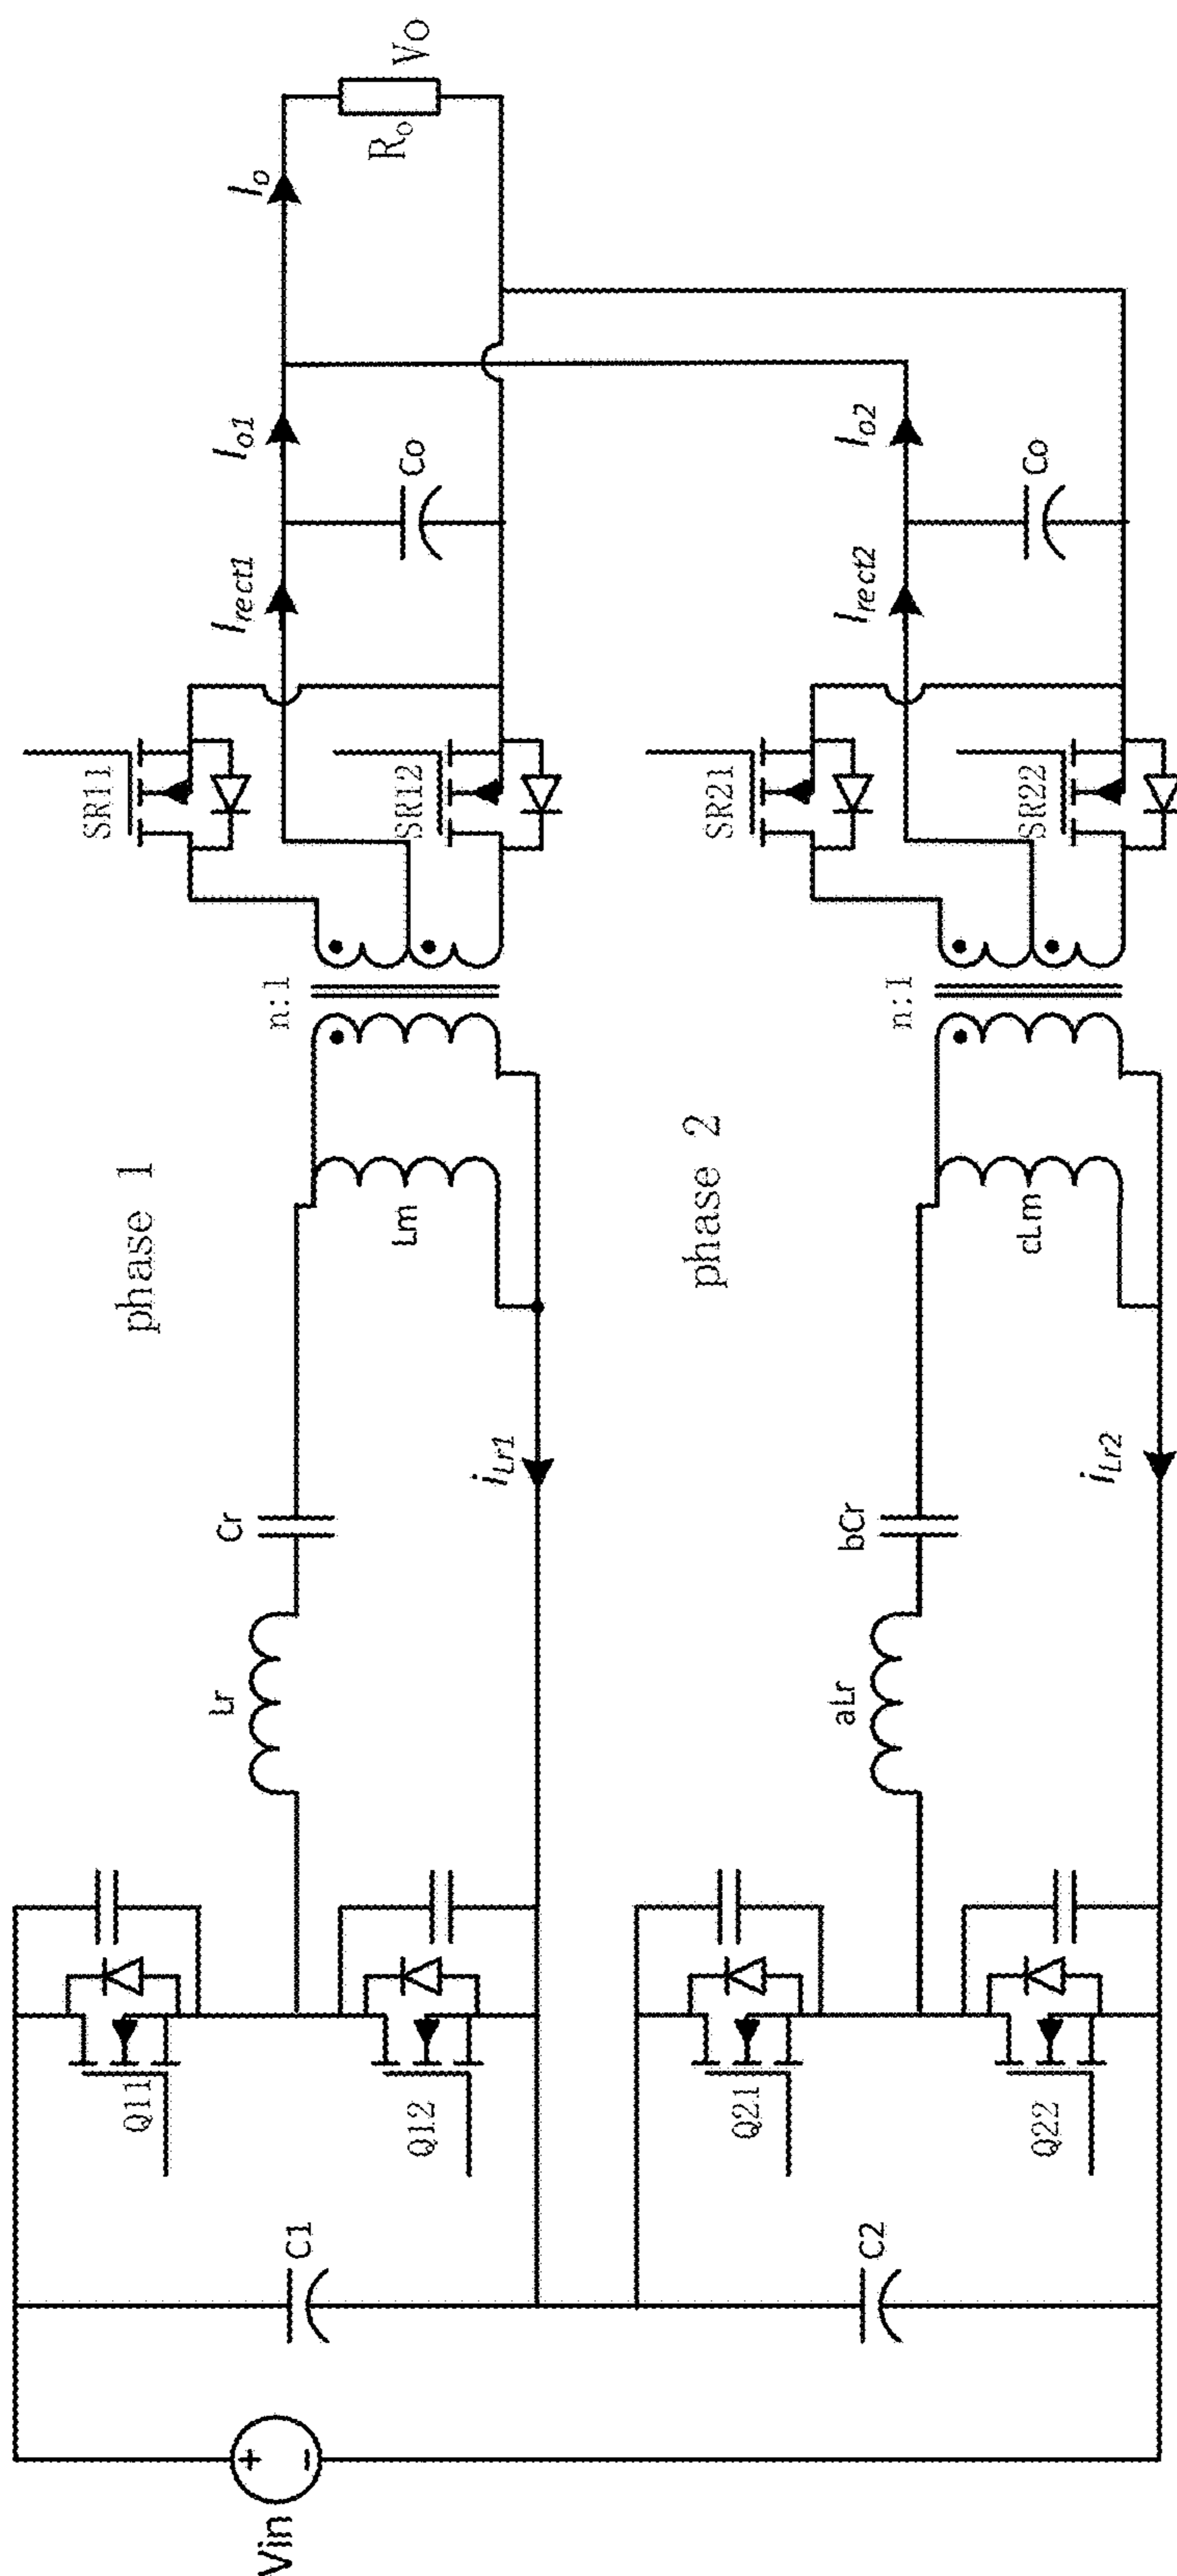 phase 1
Vin
C1
Q11
Q12
Lr
Cr
iLr1
Lm
n:1
SR11
SR12
Irect1
Io1
Co
Io
Ro
Vo
phase 2
C2
Q21
Q22
aLr
bCr
iLr2
cLm
n:1
SR21
SR22
Irect2
Io2
Co